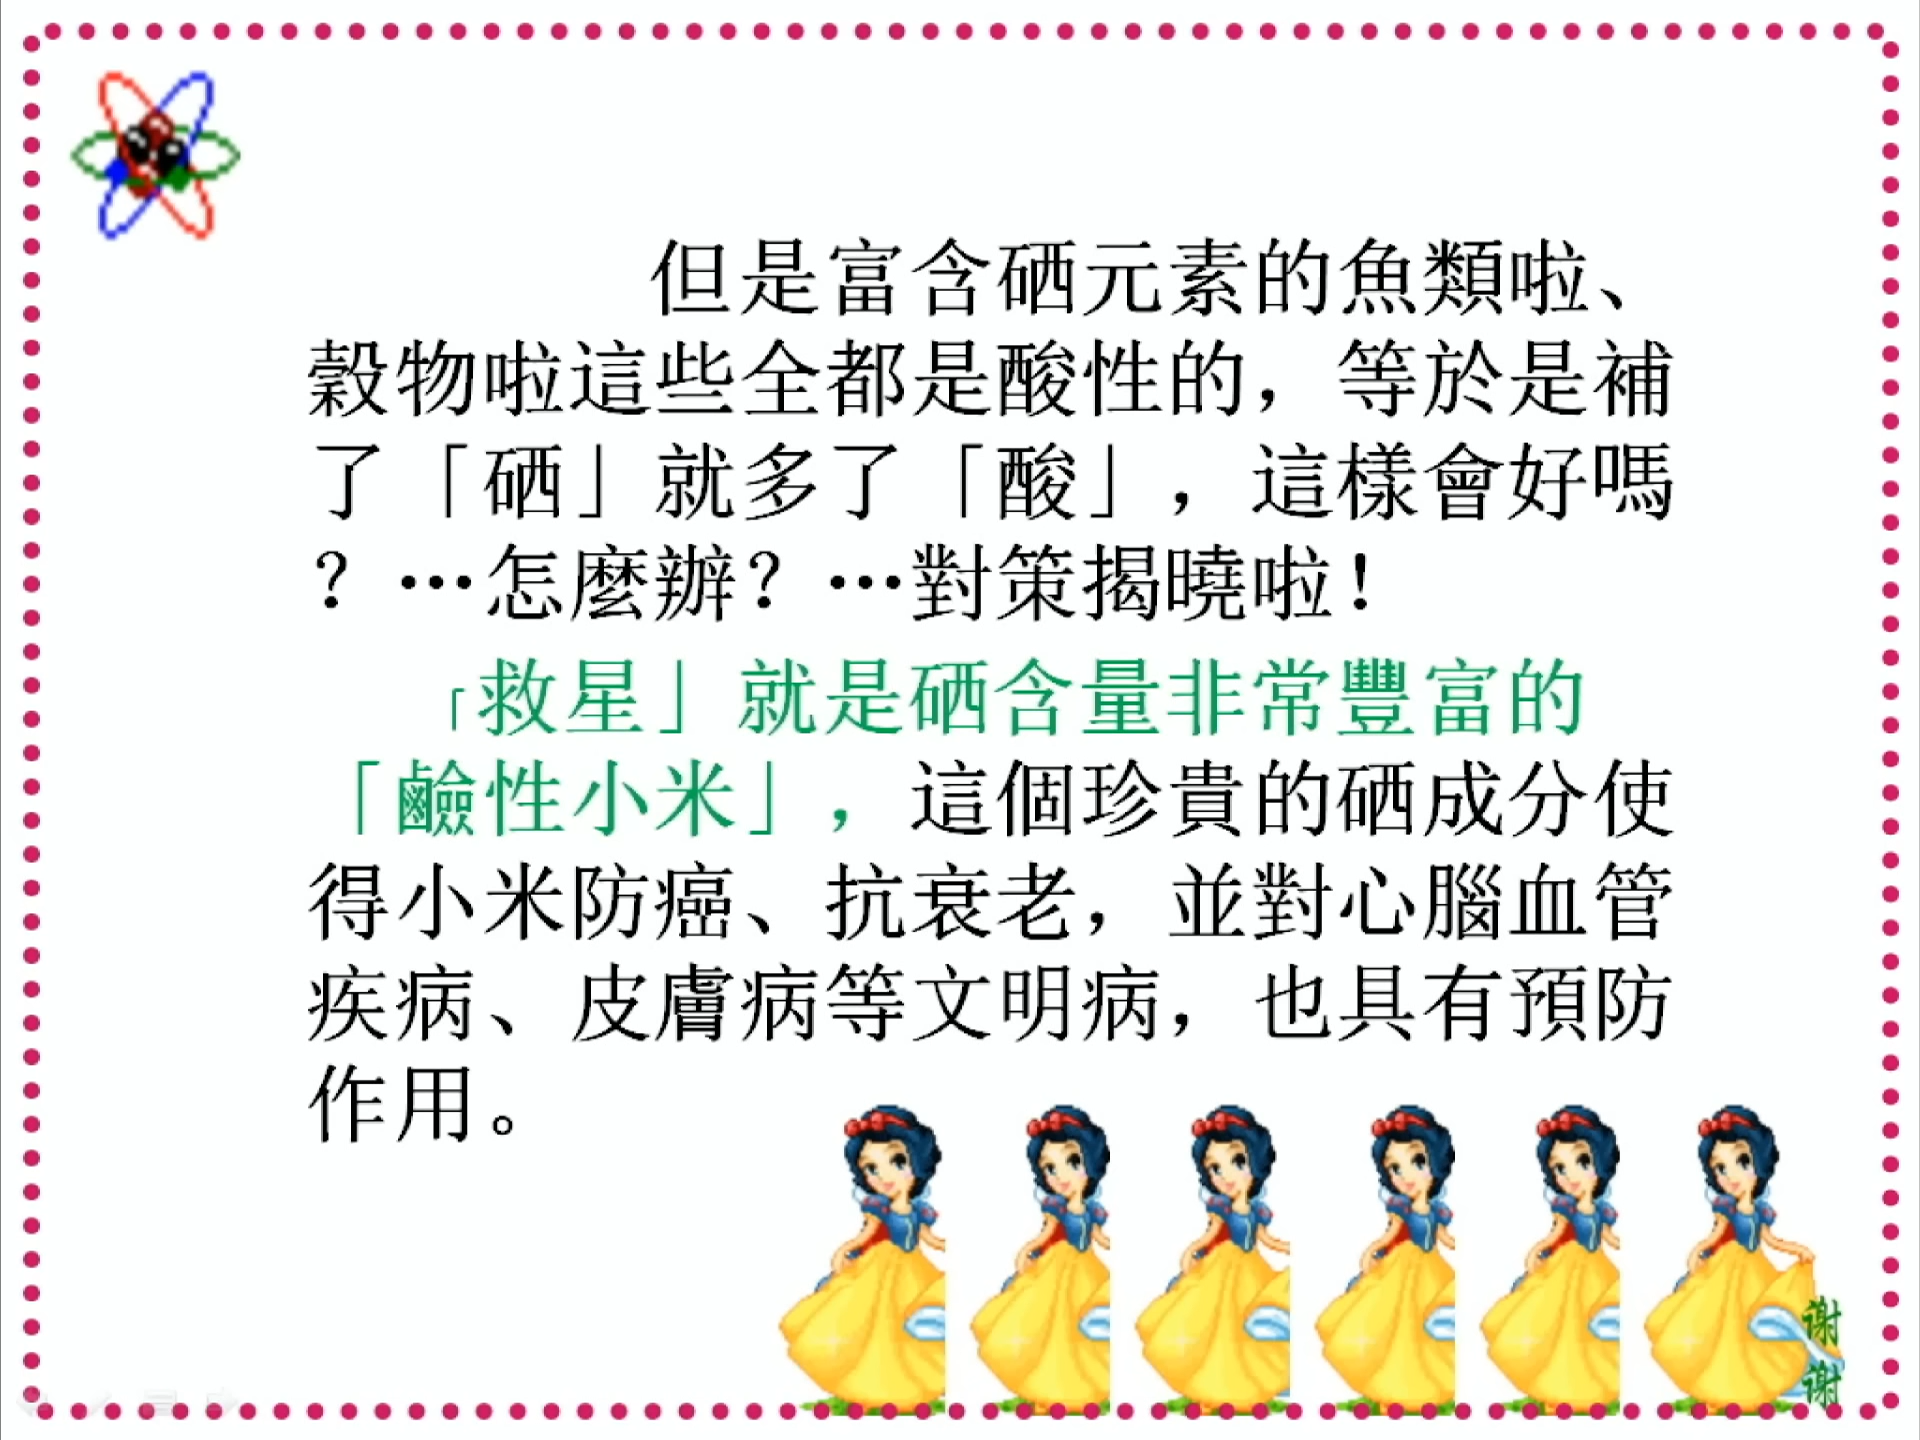 但是富含硒元素的魚類啦、
穀物啦這些全都是酸性的，等於是補
了「硒」就多了「酸」，這樣會好嗎
？…怎麼辦？…對策揭曉啦！
「救星」就是硒含量非常豐富的
「鹼性小米」，這個珍貴的硒成分使
得小米防癌、抗衰老，並對心腦血管
疾病、皮膚病等文明病，也具有預防
作用。
谢
谢